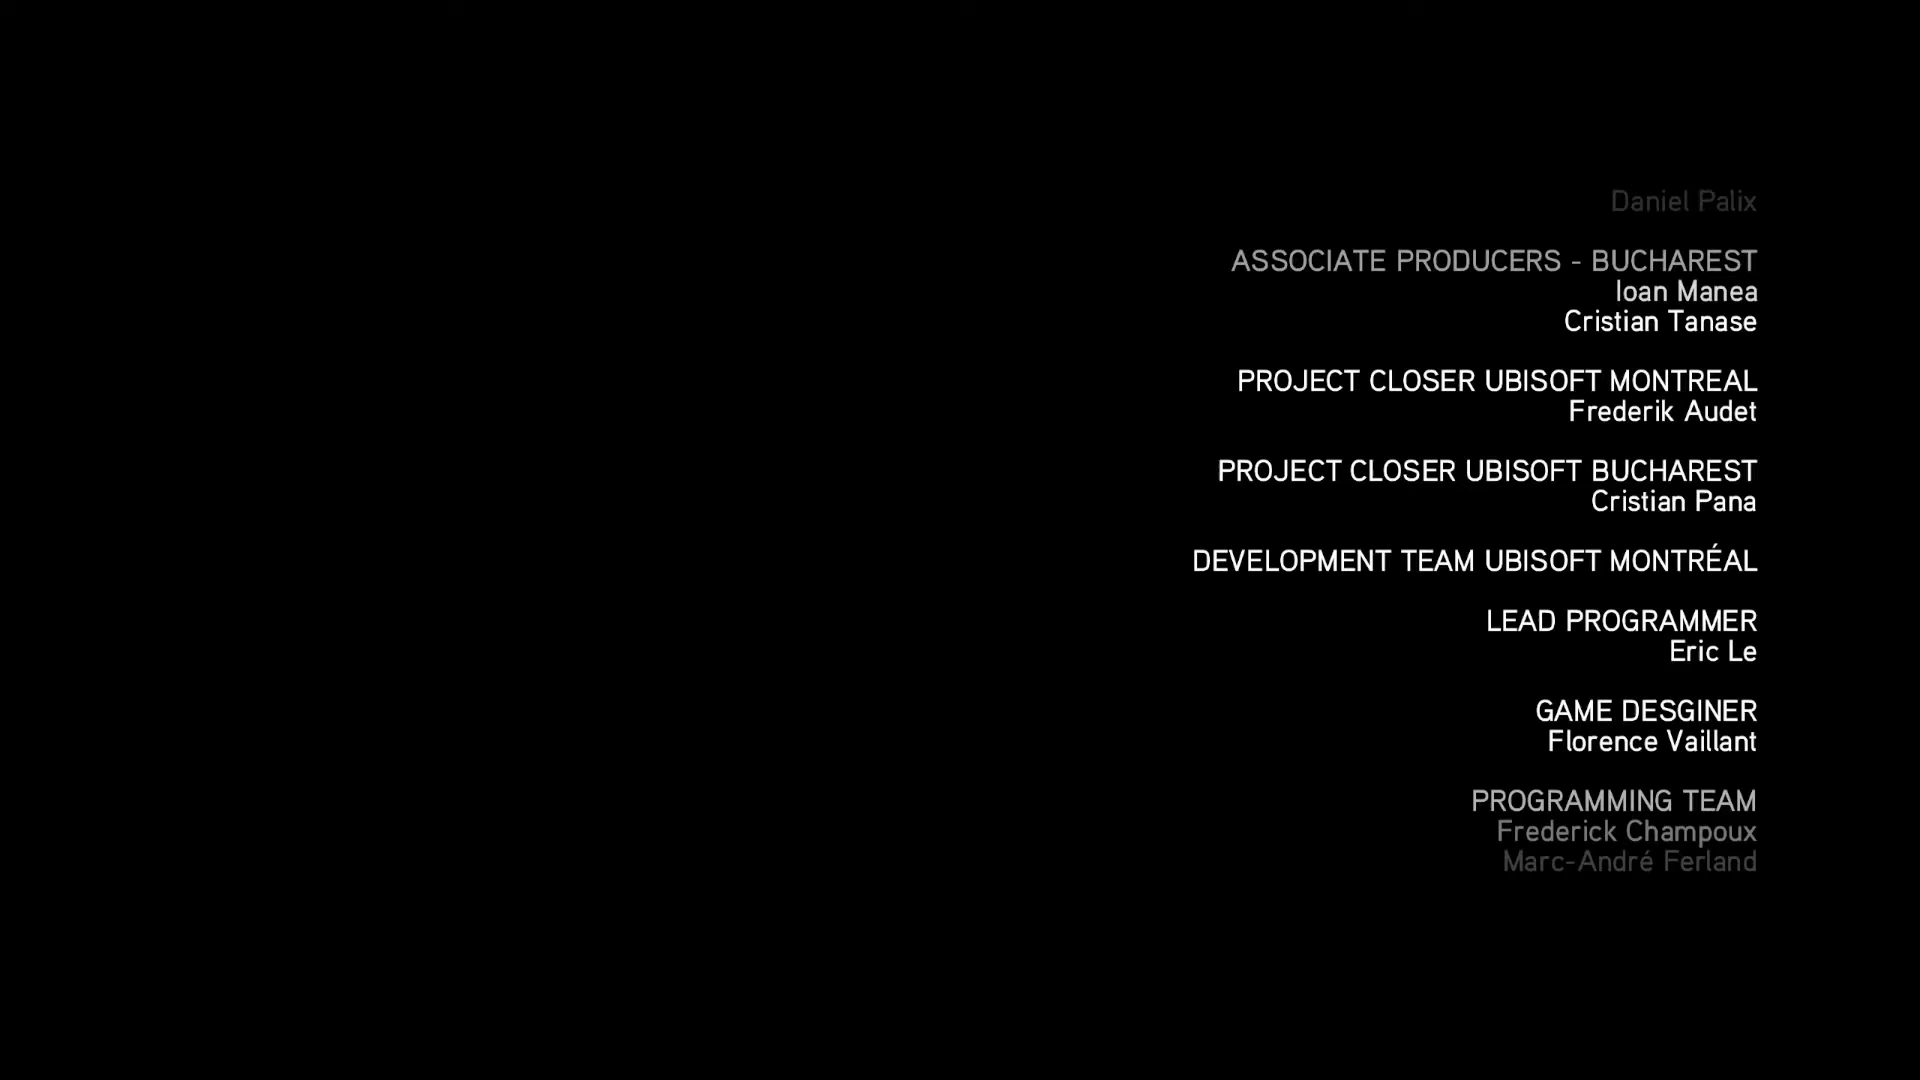 Daniel Palix
ASSOCIATE PRODUCERS - BUCHAREST
Ioan Manea
Cristian Tanase
PROJECT CLOSER UBISOFT MONTREAL
Frederik Audet
PROJECT CLOSER UBISOFT BUCHAREST
Cristian Pana
DEVELOPMENT TEAM UBISOFT MONTRÉAL
LEAD PROGRAMMER
Eric Le
GAME DESGINER
Florence Vaillant
PROGRAMMING TEAM
Frederick Champoux
Marc-André Ferland